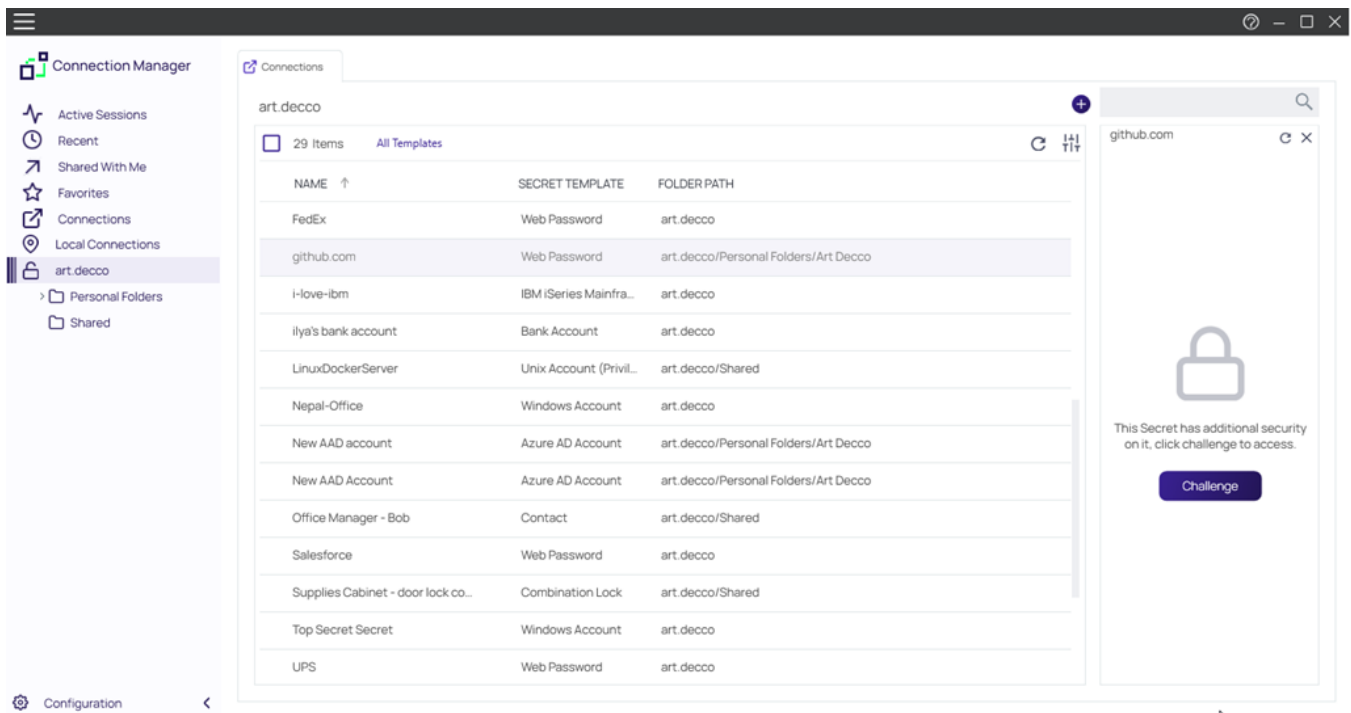 Connection Manager
Active Sessions
Recent
Shared With Me
Favorites
Connections
Local Connections
art.decco
Personal Folders
Shared
Configuration
Connections
art.decco
29 Items All Templates
NAME SECRET TEMPLATE FOLDER PATH
FedEx Web Password art.decco
github.com Web Password art.decco/Personal Folders/Art Decco
i-love-ibm IBM iSeries Mainfra... art.decco
ilya's bank account Bank Account art.decco
LinuxDockerServer Unix Account (Privil... art.decco/Shared
Nepal-Office Windows Account art.decco
New AAD account Azure AD Account art.decco/Personal Folders/Art Decco
New AAD Account Azure AD Account art.decco/Personal Folders/Art Decco
Office Manager - Bob Contact art.decco/Shared
Salesforce Web Password art.decco
Supplies Cabinet - door lock co... Combination Lock art.decco/Shared
Top Secret Secret Windows Account art.decco
UPS Web Password art.decco
github.com
This Secret has additional security
on it, click challenge to access.
Challenge